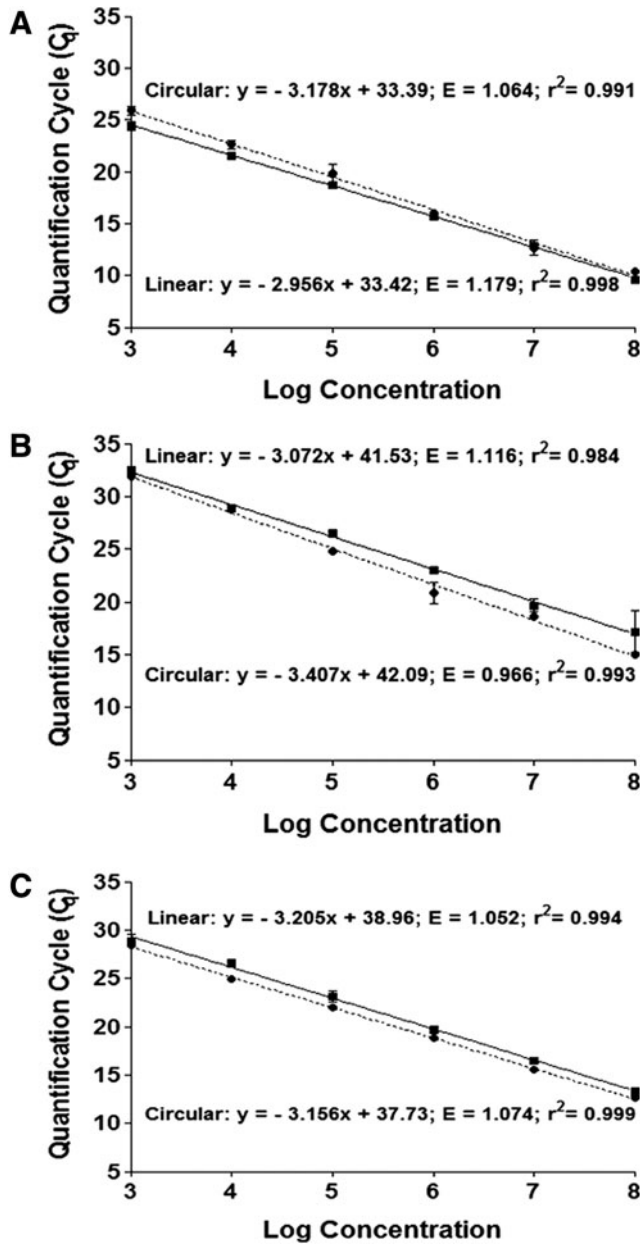 A
Quantification Cycle (Cq)
35
30
25
20
15
10
5
Circular: y = - 3.178x + 33.39; E = 1.064; r2= 0.991
Linear: y = - 2.956x + 33.42; E = 1.179; r2= 0.998
3 4 5 6 7 8
Log Concentration
B
Quantification Cycle (Cq)
35
30
25
20
15
10
5
Linear: y = - 3.072x + 41.53; E = 1.116; r2= 0.984
Circular: y = - 3.407x + 42.09; E = 0.966; r2= 0.993
3 4 5 6 7 8
Log Concentration
C
Quantification Cycle (Cq)
35
30
25
20
15
10
5
Linear: y = - 3.205x + 38.96; E = 1.052; r2= 0.994
Circular: y = - 3.156x + 37.73; E = 1.074; r2= 0.999
3 4 5 6 7 8
Log Concentration